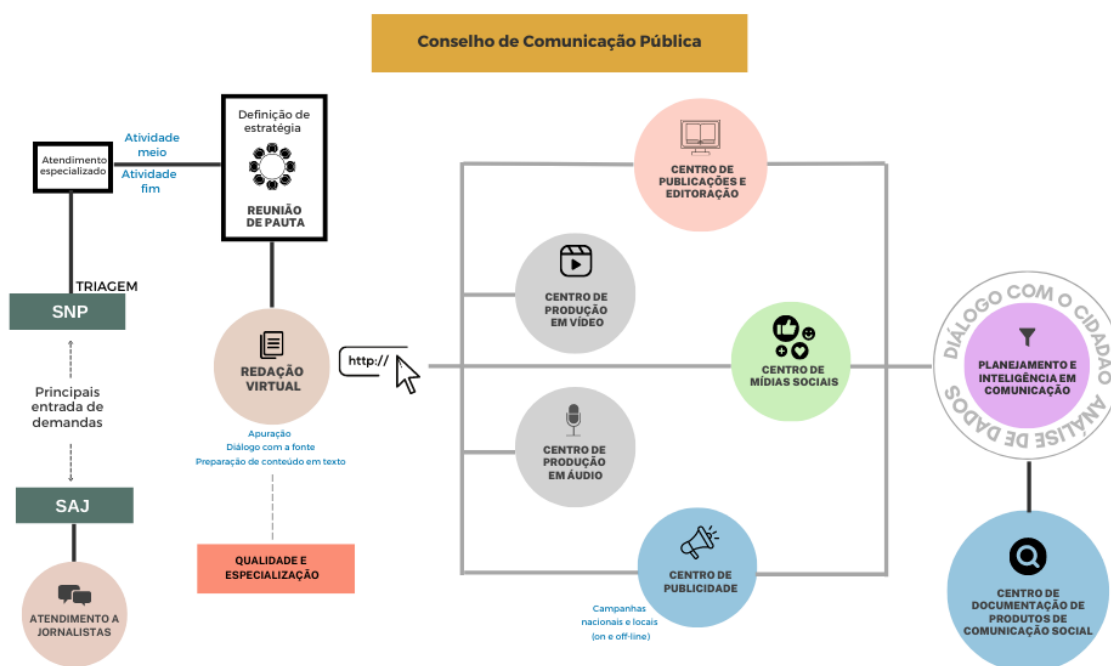 Conselho de Comunicação Pública
Definição de
estratégia
REUNIÃO
DE PAUTA
Atividade
meio
Atividade
fim
Atendimento
especializado
TRIAGEM
SNP
Principais
entrada de
demandas
SAJ
ATENDIMENTO A
JORNALISTAS
REDAÇÃO
VIRTUAL
http://
Apuração
Diálogo com a fonte
Preparação de conteúdo em texto
QUALIDADE E
ESPECIALIZAÇÃO
CENTRO DE
PUBLICAÇÕES E
EDITORAÇÃO
CENTRO DE
PRODUÇÃO
EM VÍDEO
CENTRO DE
MÍDIAS SOCIAIS
CENTRO DE
PRODUÇÃO
EM ÁUDIO
CENTRO DE
PUBLICIDADE
Campanhas
nacionais e locais
(on e off-line)
DIÁLOGO COM O CIDADÃO
ANÁLISE DE DADOS
PLANEJAMENTO E
INTELIGÊNCIA EM
COMUNICAÇÃO
CENTRO DE
DOCUMENTAÇÃO DE
PRODUTOS DE
COMUNICAÇÃO SOCIAL